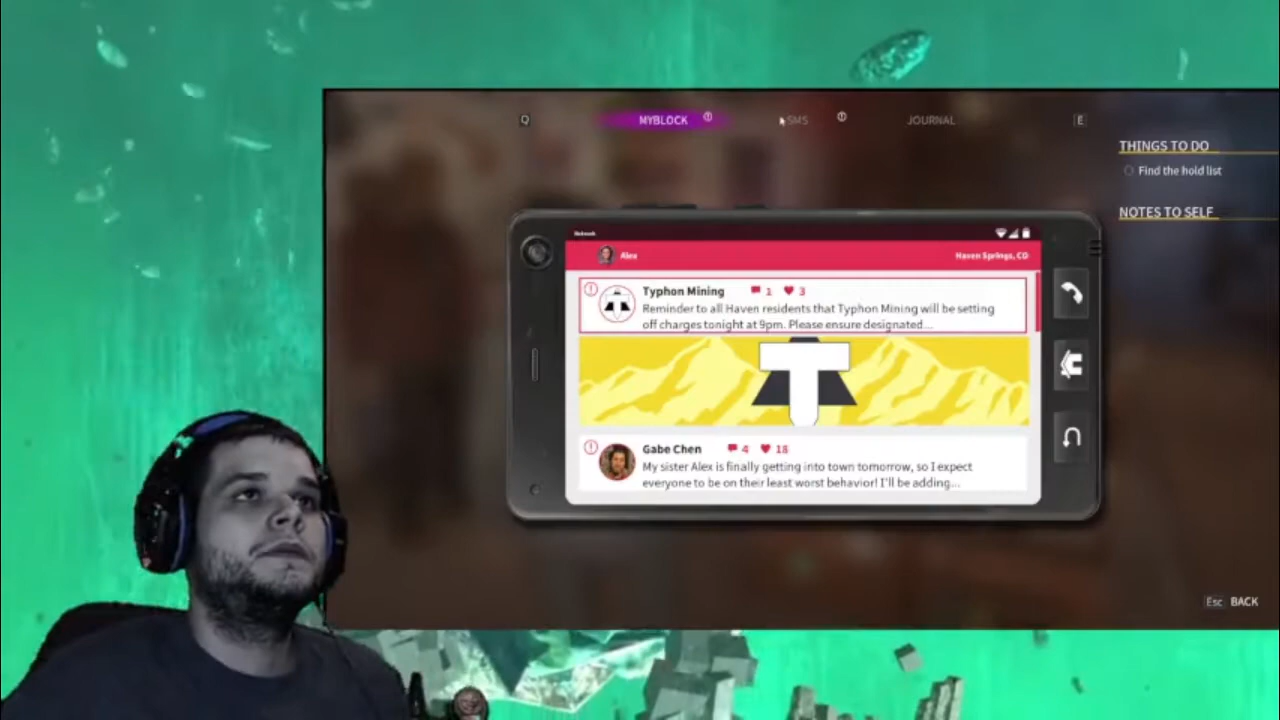 Q MYBLOCK SMS JOURNAL E
THINGS TO DO
Find the hold list
NOTES TO SELF
Network
Alex Haven Springs, CO
Typhon Mining 1 3
Reminder to all Haven residents that Typhon Mining will be setting
off charges tonight at 9pm. Please ensure designated...
Gabe Chen 4 18
My sister Alex is finally getting into town tomorrow, so I expect
everyone to be on their least worst behavior! I'll be adding...
Esc BACK